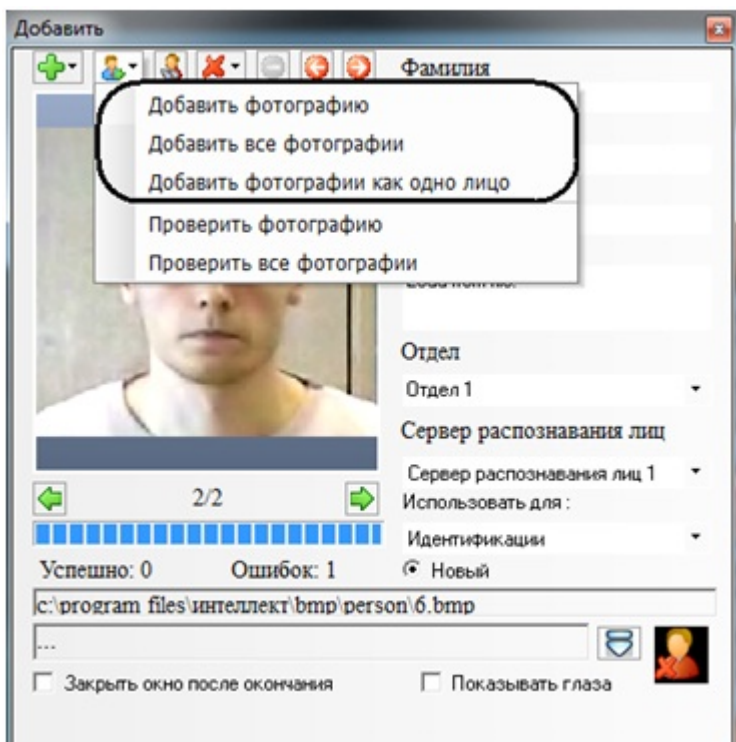 Добавить
Фамилия
Добавить фотографию
Добавить все фотографии
Добавить фотографии как одно лицо
Проверить фотографию
Проверить все фотографии
Отдел
Отдел 1
Сервер распознавания лиц
Сервер распознавания лиц 1
2/2
Использовать для :
Идентификации
Успешно: 0
Ошибок: 1
Новый
c:\program files\интеллект\bmp\person\6.bmp
...
Закрыть окно после окончания
Показывать глаза